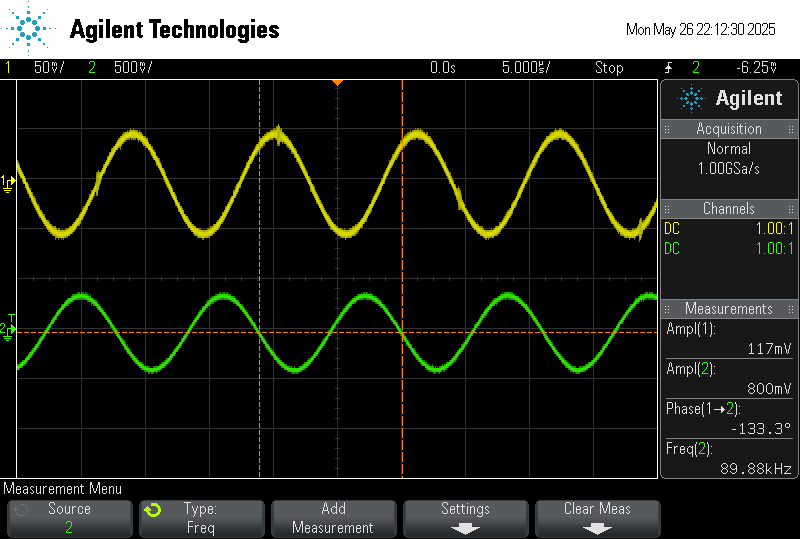 Agilent Technologies
Mon May 26 22:12:30 2025
1 50mV/ 2 500mV/ 0.0s 5.000us/ Stop 2 -6.25mV
Agilent
Acquisition
Normal
1.00GSa/s
Channels
DC 1.00:1
DC 1.00:1
Measurements
Ampl(1):
117mV
Ampl(2):
800mV
Phase(1→2):
-133.3°
Freq(2):
89.88kHz
1
T
2
Measurement Menu
Source
2
Type:
Freq
Add
Measurement
Settings
Clear Meas